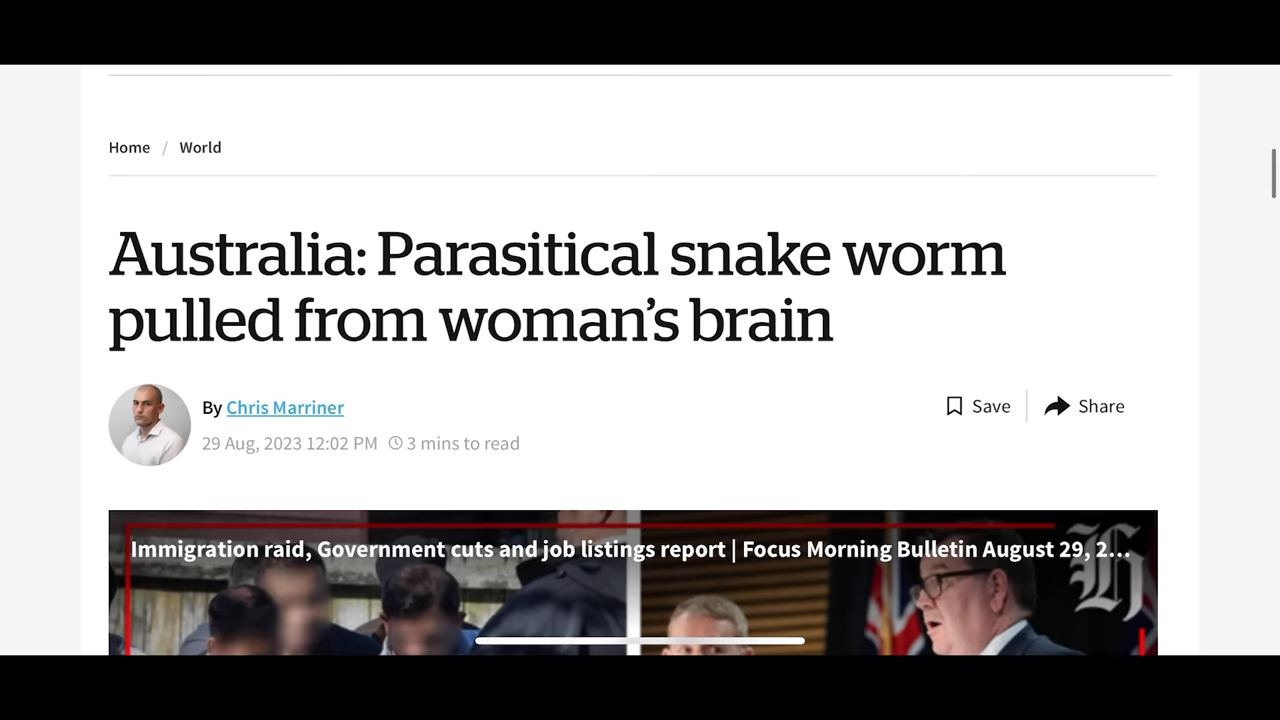 Home / World
Australia: Parasitical snake worm
pulled from woman's brain
By Chris Marriner
Save
Share
29 Aug, 2023 12:02 PM
3 mins to read
Immigration raid, Government cuts and job listings report | Focus Morning Bulletin August 29, 2...